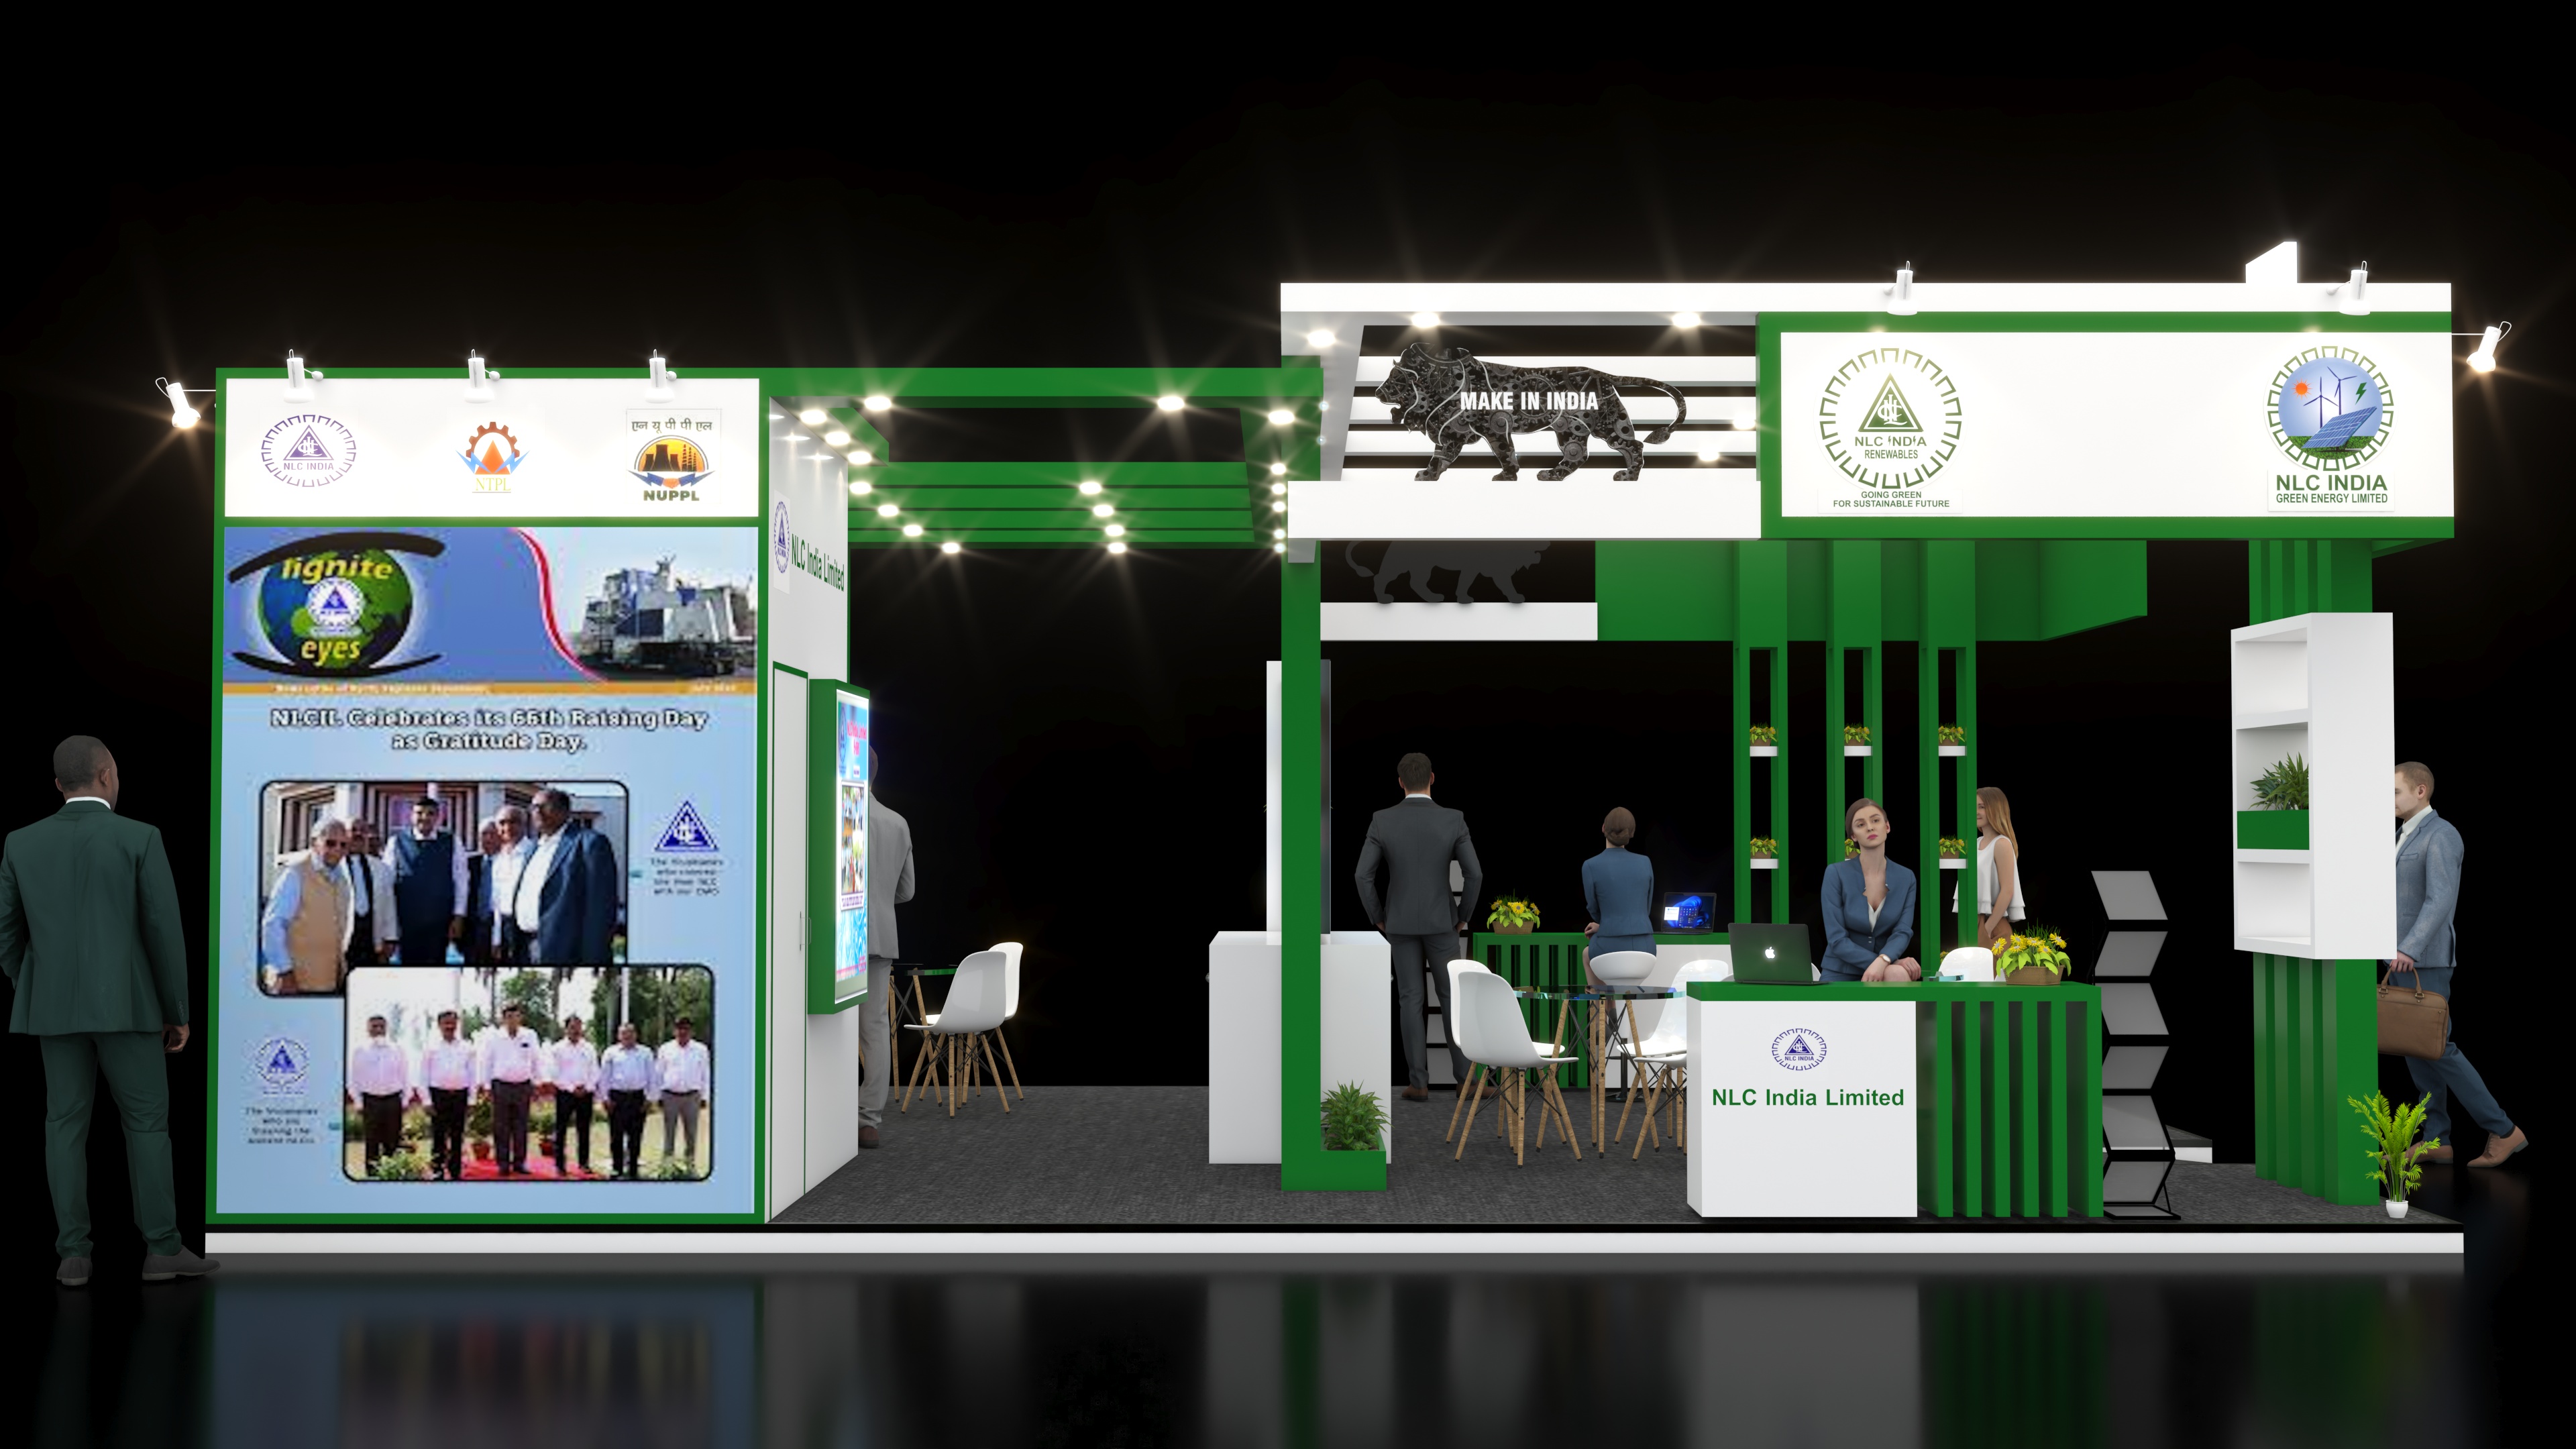 NLC INDIA
NTPL
एन यू पी पी एल
NUPPL
MAKE IN INDIA
NLC INDIA
RENEWABLES
GOING GREEN
FOR SUSTAINABLE FUTURE
NLC INDIA
GREEN ENERGY LIMITED
NLC India Limited
lignite
eyes
NLCIL Celebrates its 66th Raising Day
as Gratitude Day.
NLC INDIA
NLC India Limited